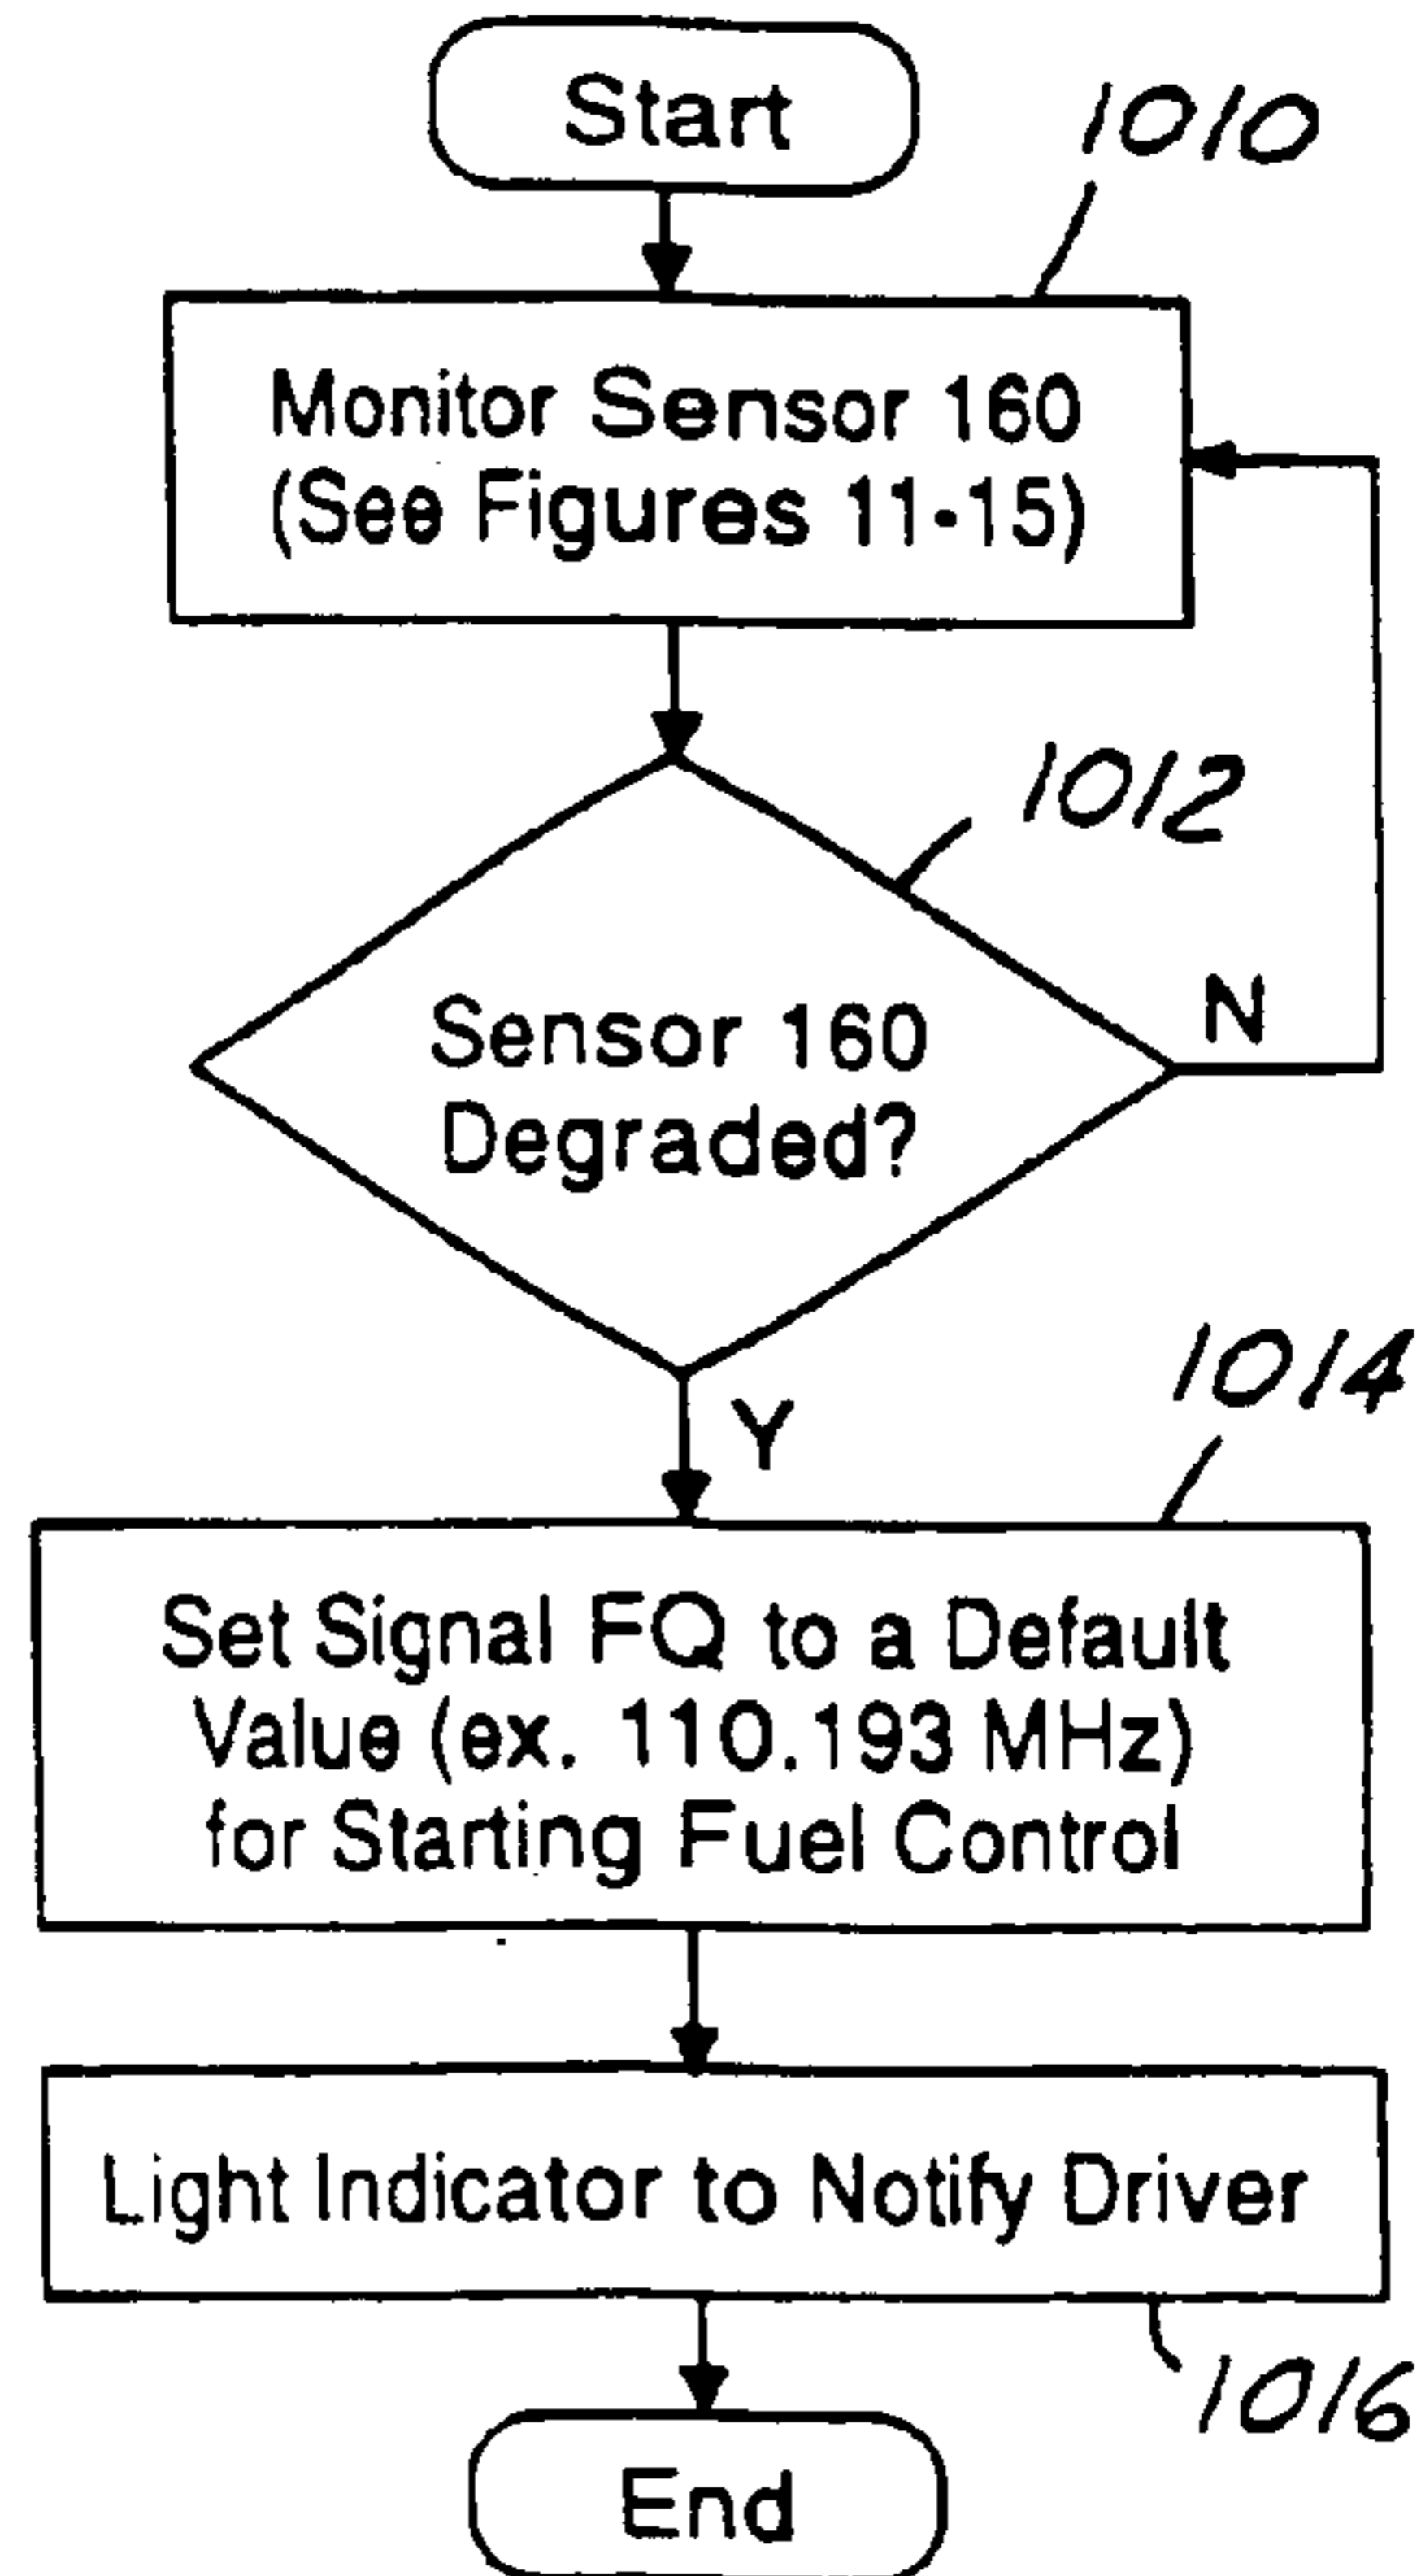 Start
1010
Monitor Sensor 160
(See Figures 11-15)
1012
Sensor 160
Degraded?
N
Y
1014
Set Signal FQ to a Default
Value (ex. 110.193 MHz)
for Starting Fuel Control
Light Indicator to Notify Driver
1016
End